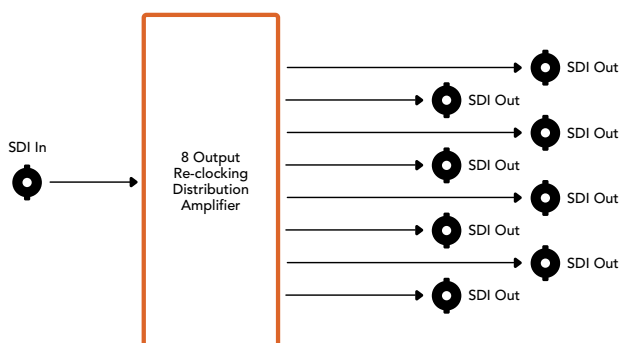 SDI In
8 Output
Re-clocking
Distribution
Amplifier
SDI Out
SDI Out
SDI Out
SDI Out
SDI Out
SDI Out
SDI Out
SDI Out